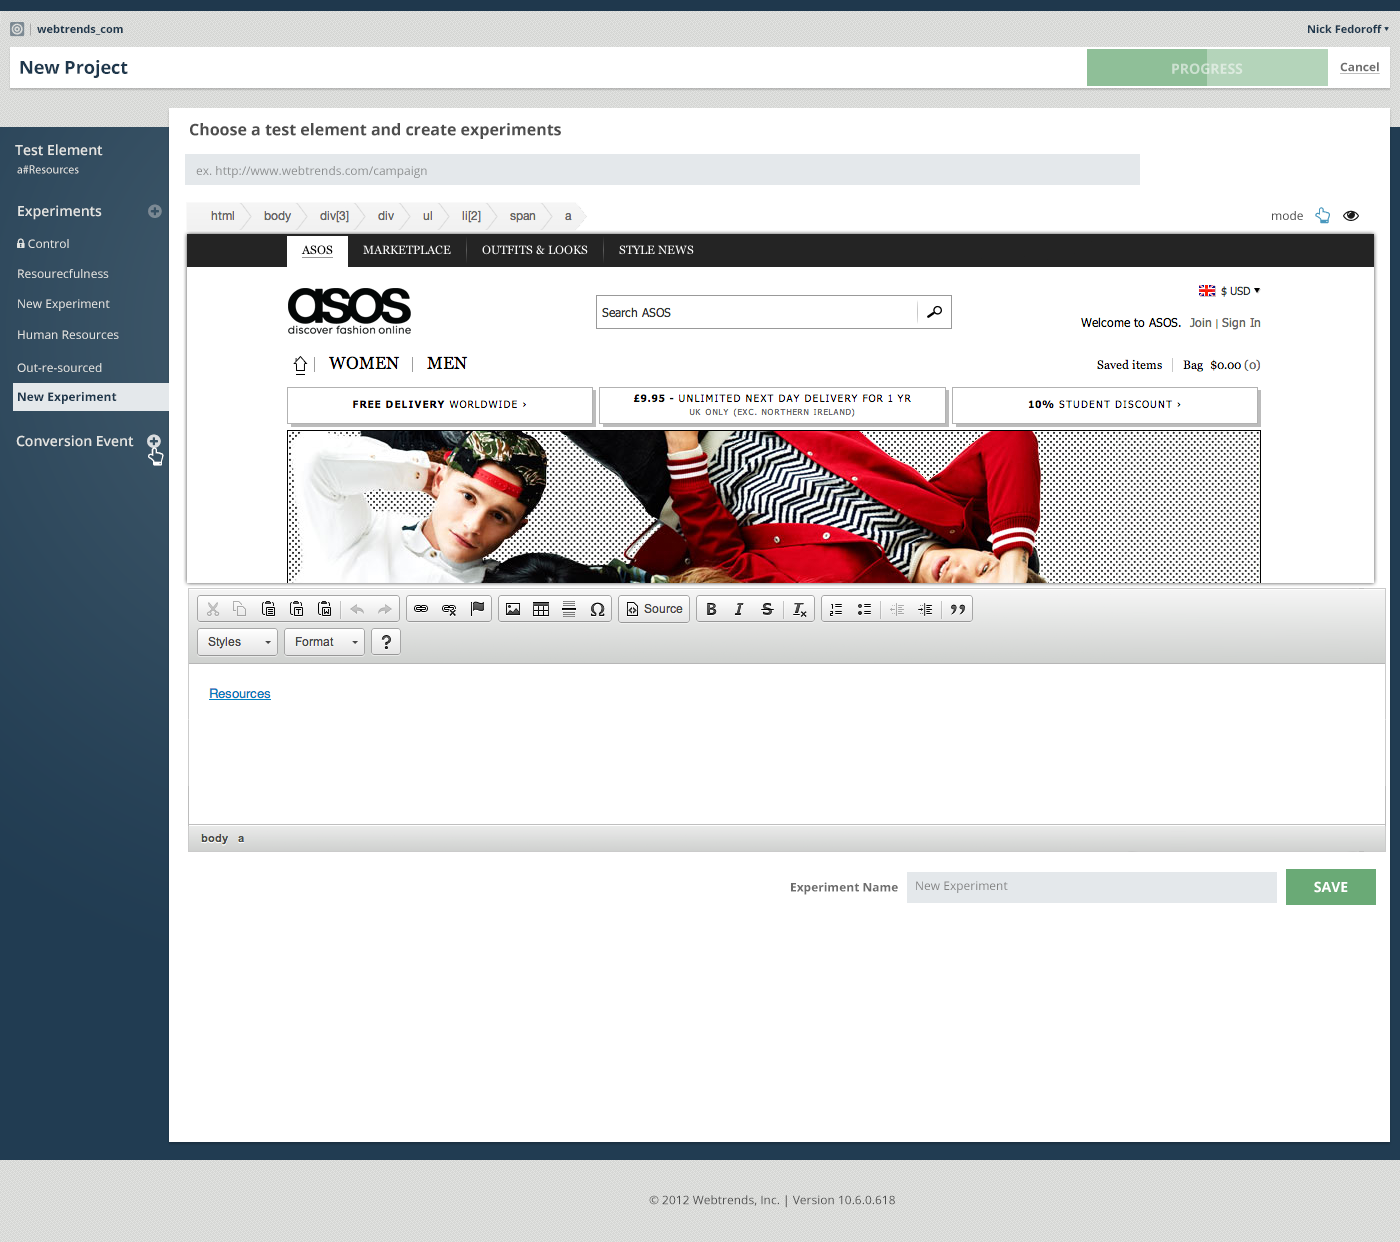 webtrends_com
Nick Fedoroff
New Project
PROGRESS
Cancel
Choose a test element and create experiments
Test Element
a#Resources
ex. http://www.webtrends.com/campaign
Experiments
Control
Resourecfulness
New Experiment
Human Resources
Out-re-sourced
New Experiment
Conversion Event
html body div[3] div ul li[2] span a
mode
ASOS MARKETPLACE OUTFITS & LOOKS STYLE NEWS
asos
discover fashion online
Search ASOS
$ USD
Welcome to ASOS. Join | Sign In
WOMEN | MEN
Saved items | Bag $0.00 (0)
FREE DELIVERY WORLDWIDE ›
£9.95 - UNLIMITED NEXT DAY DELIVERY FOR 1 YR
UK ONLY (EXC. NORTHERN IRELAND)
10% STUDENT DISCOUNT ›
Source
Styles
Format
?
Resources
body a
Experiment Name
New Experiment
SAVE
© 2012 Webtrends, Inc. | Version 10.6.0.618